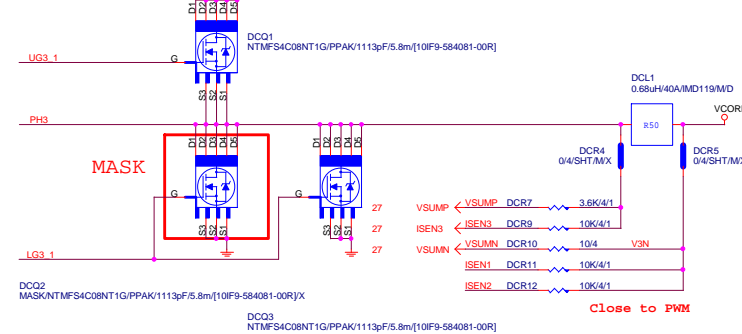 D1 D2 D3 D4 D5
DCQ1
NTMFS4C08NT1G/PPAK/1113pF/5.8m/[10IF9-584081-00R]
UG3_1
G
S3 S2 S1
DCL1
0.68uH/40A/IMD119/M/D
VCOR
PH3
R50
D1 D2 D3 D4 D5
D1 D2 D3 D4 D5
MASK
DCR4
0/4/SHT/M/X
DCR5
0/4/SHT/M/X
G
G
27 VSUMP VSUMP DCR7 3.6K/4/1
ISEN3 ISEN3 DCR9 10K/4/1
27
27 VSUMN VSUMN DCR10 10/4 V3N
S3 S2 S1
S3 S2 S1
LG3_1
ISEN1 DCR11 10K/4/1
ISEN2 DCR12 10K/4/1
DCQ2
MASK/NTMFS4C08NT1G/PPAK/1113pF/5.8m/[10IF9-584081-00R]/X
Close to PWM
DCQ3
NTMFS4C08NT1G/PPAK/1113pF/5.8m/[10IF9-584081-00R]